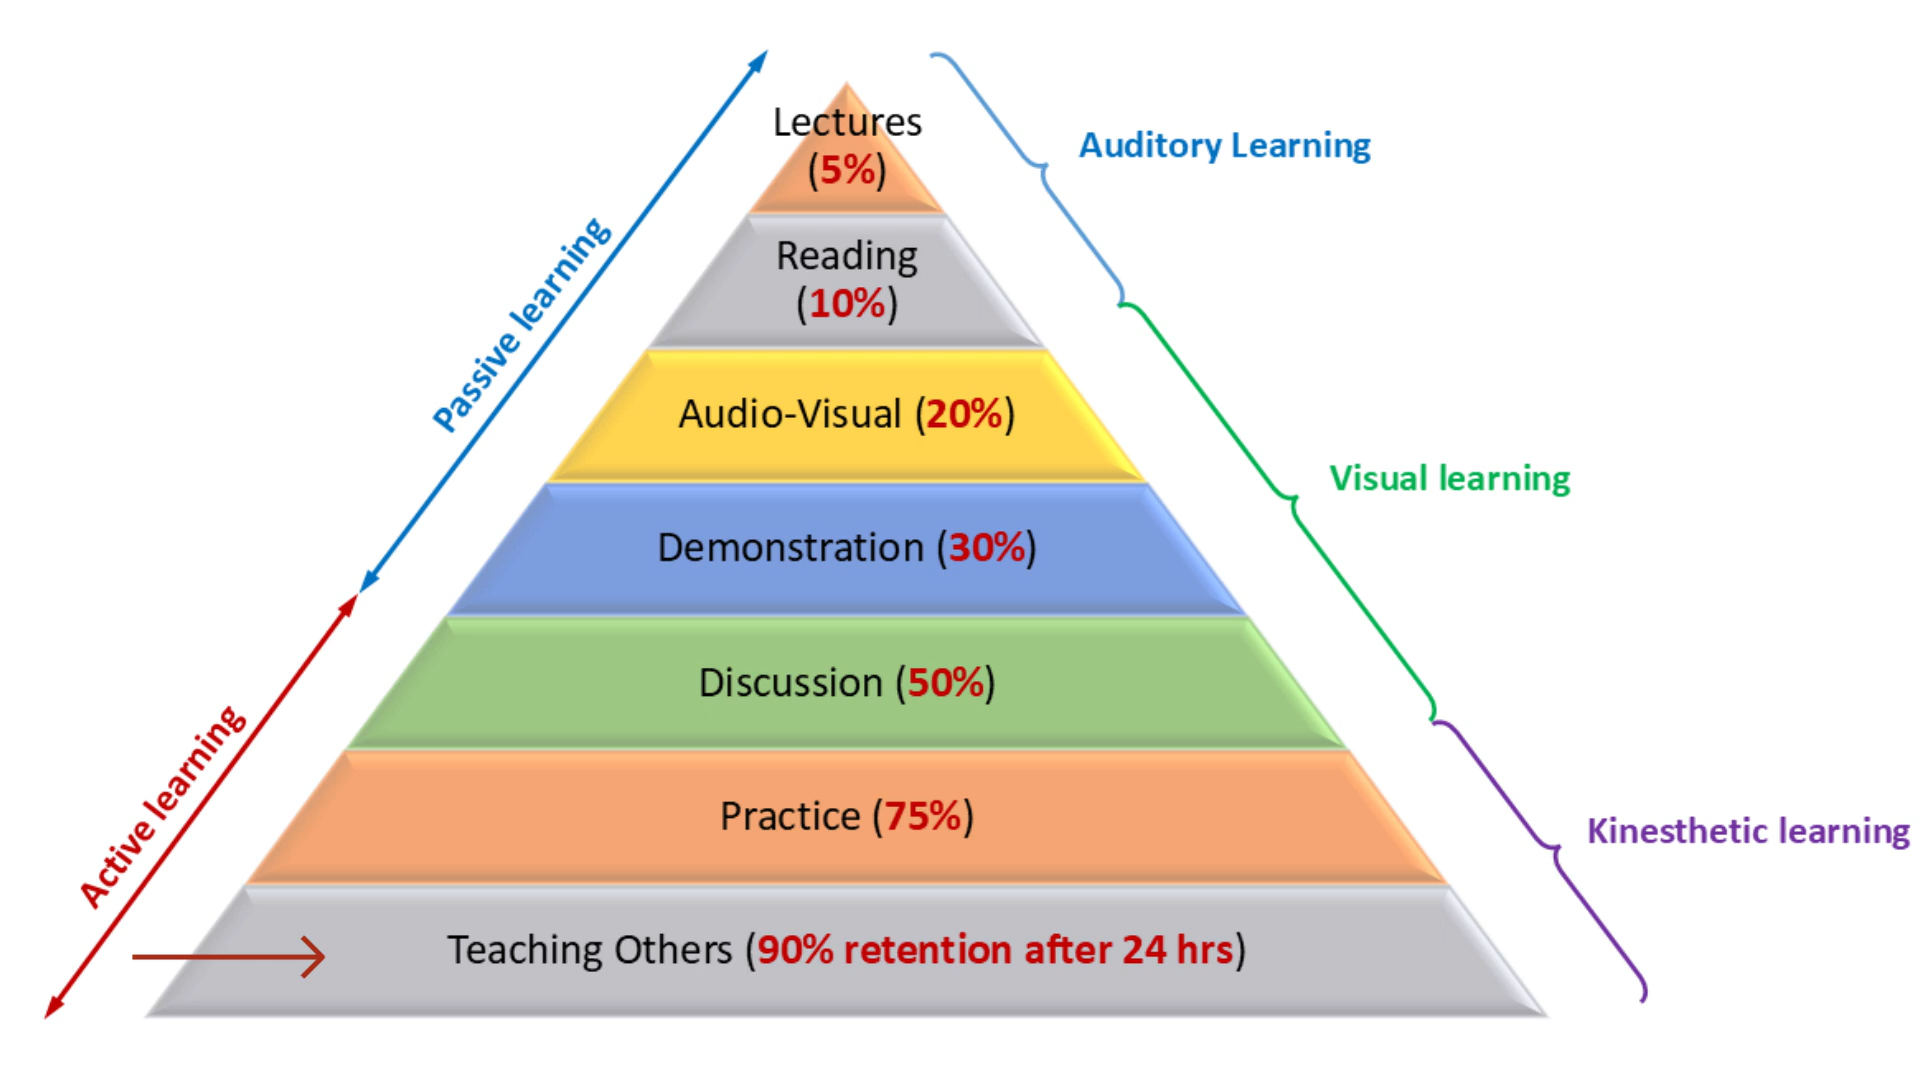 Lectures
(5%)
Auditory Learning
Reading
(10%)
Passive learning
Audio-Visual (20%)
Visual learning
Demonstration (30%)
Discussion (50%)
Active learning
Practice (75%)
Kinesthetic learning
Teaching Others (90% retention after 24 hrs)